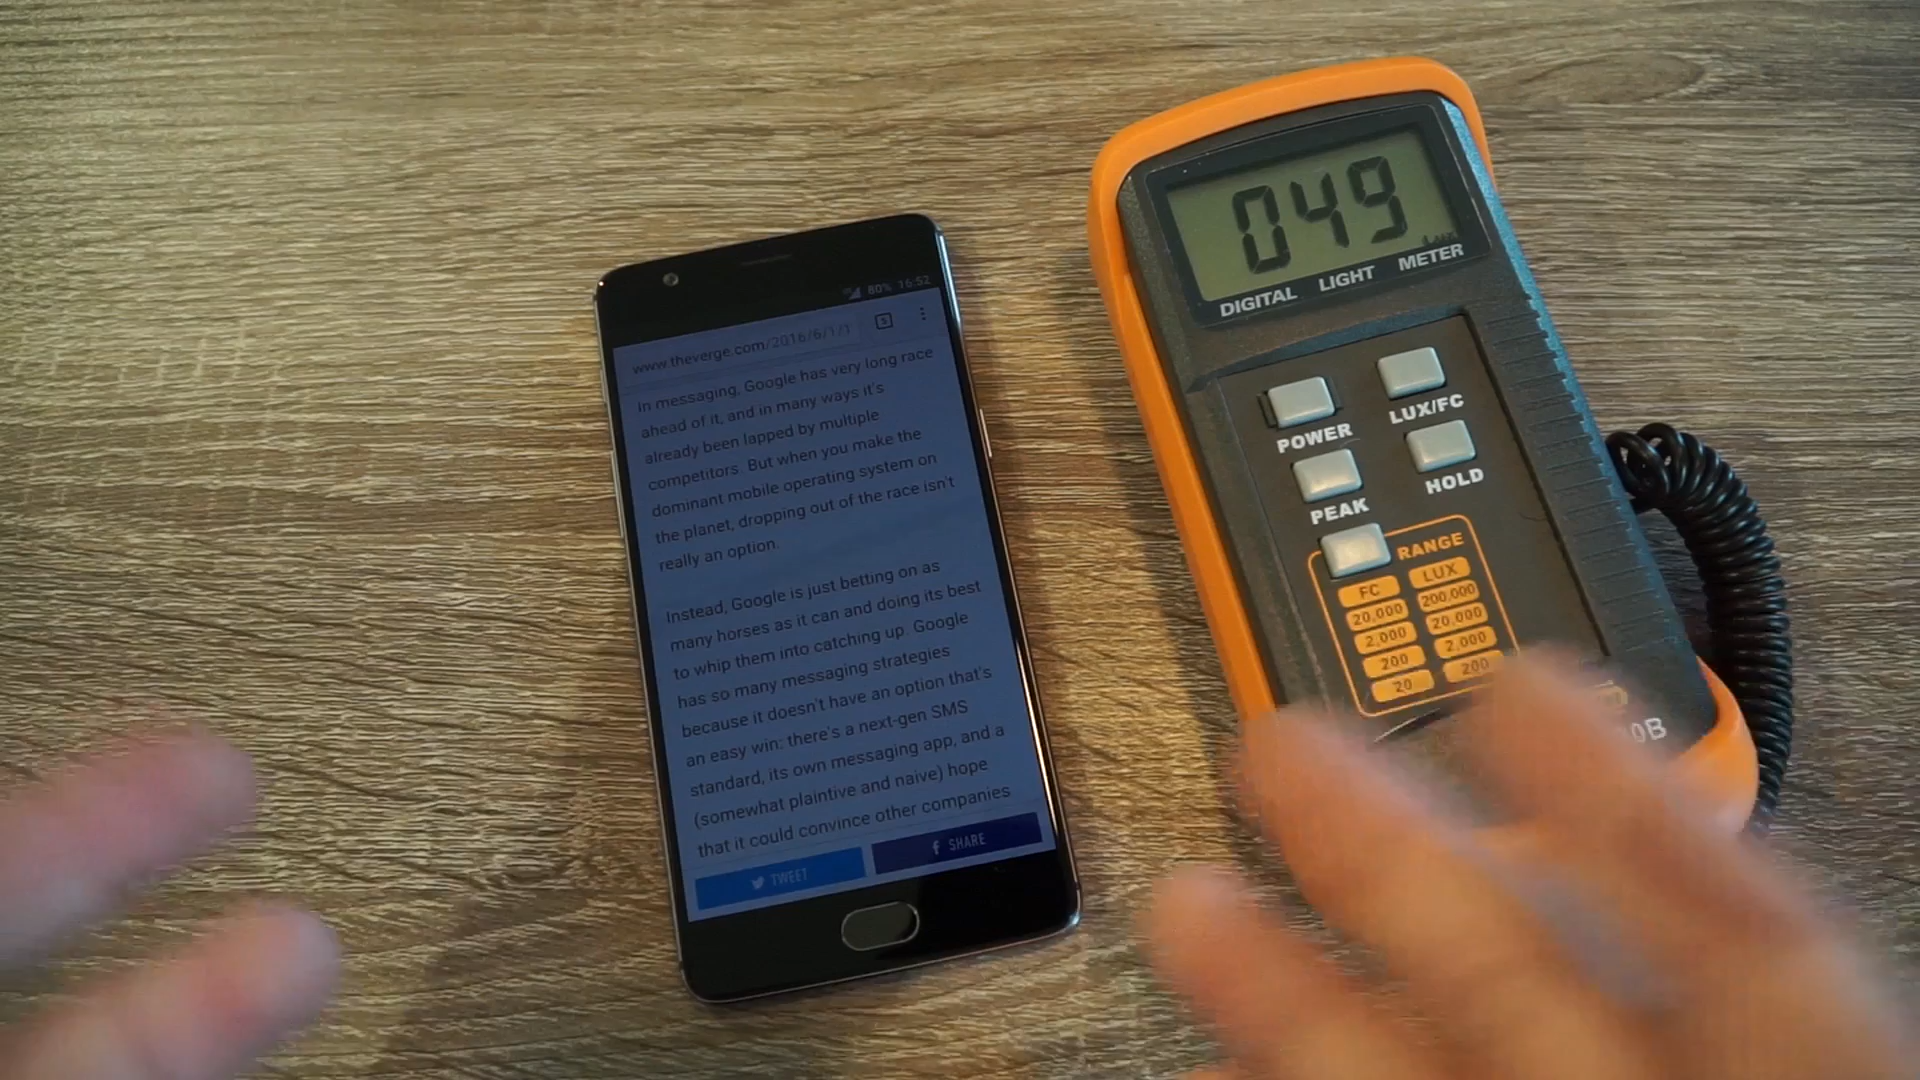 80% 16:52
www.theverge.com/2016/6/1/1
5
In messaging, Google has very long race
ahead of it, and in many ways it's
already been lapped by multiple
competitors. But when you make the
dominant mobile operating system on
the planet, dropping out of the race isn't
really an option.
Instead, Google is just betting on as
many horses as it can and doing its best
to whip them into catching up. Google
has so many messaging strategies
because it doesn't have an option that's
an easy win: there's a next-gen SMS
standard, its own messaging app, and a
(somewhat plaintive and naive) hope
that it could convince other companies
TWEET
f SHARE
049
DIGITAL LIGHT METER
POWER LUX/FC
PEAK HOLD
RANGE
FC LUX
20,000 200,000
2,000 20,000
200 2,000
20 200
0B